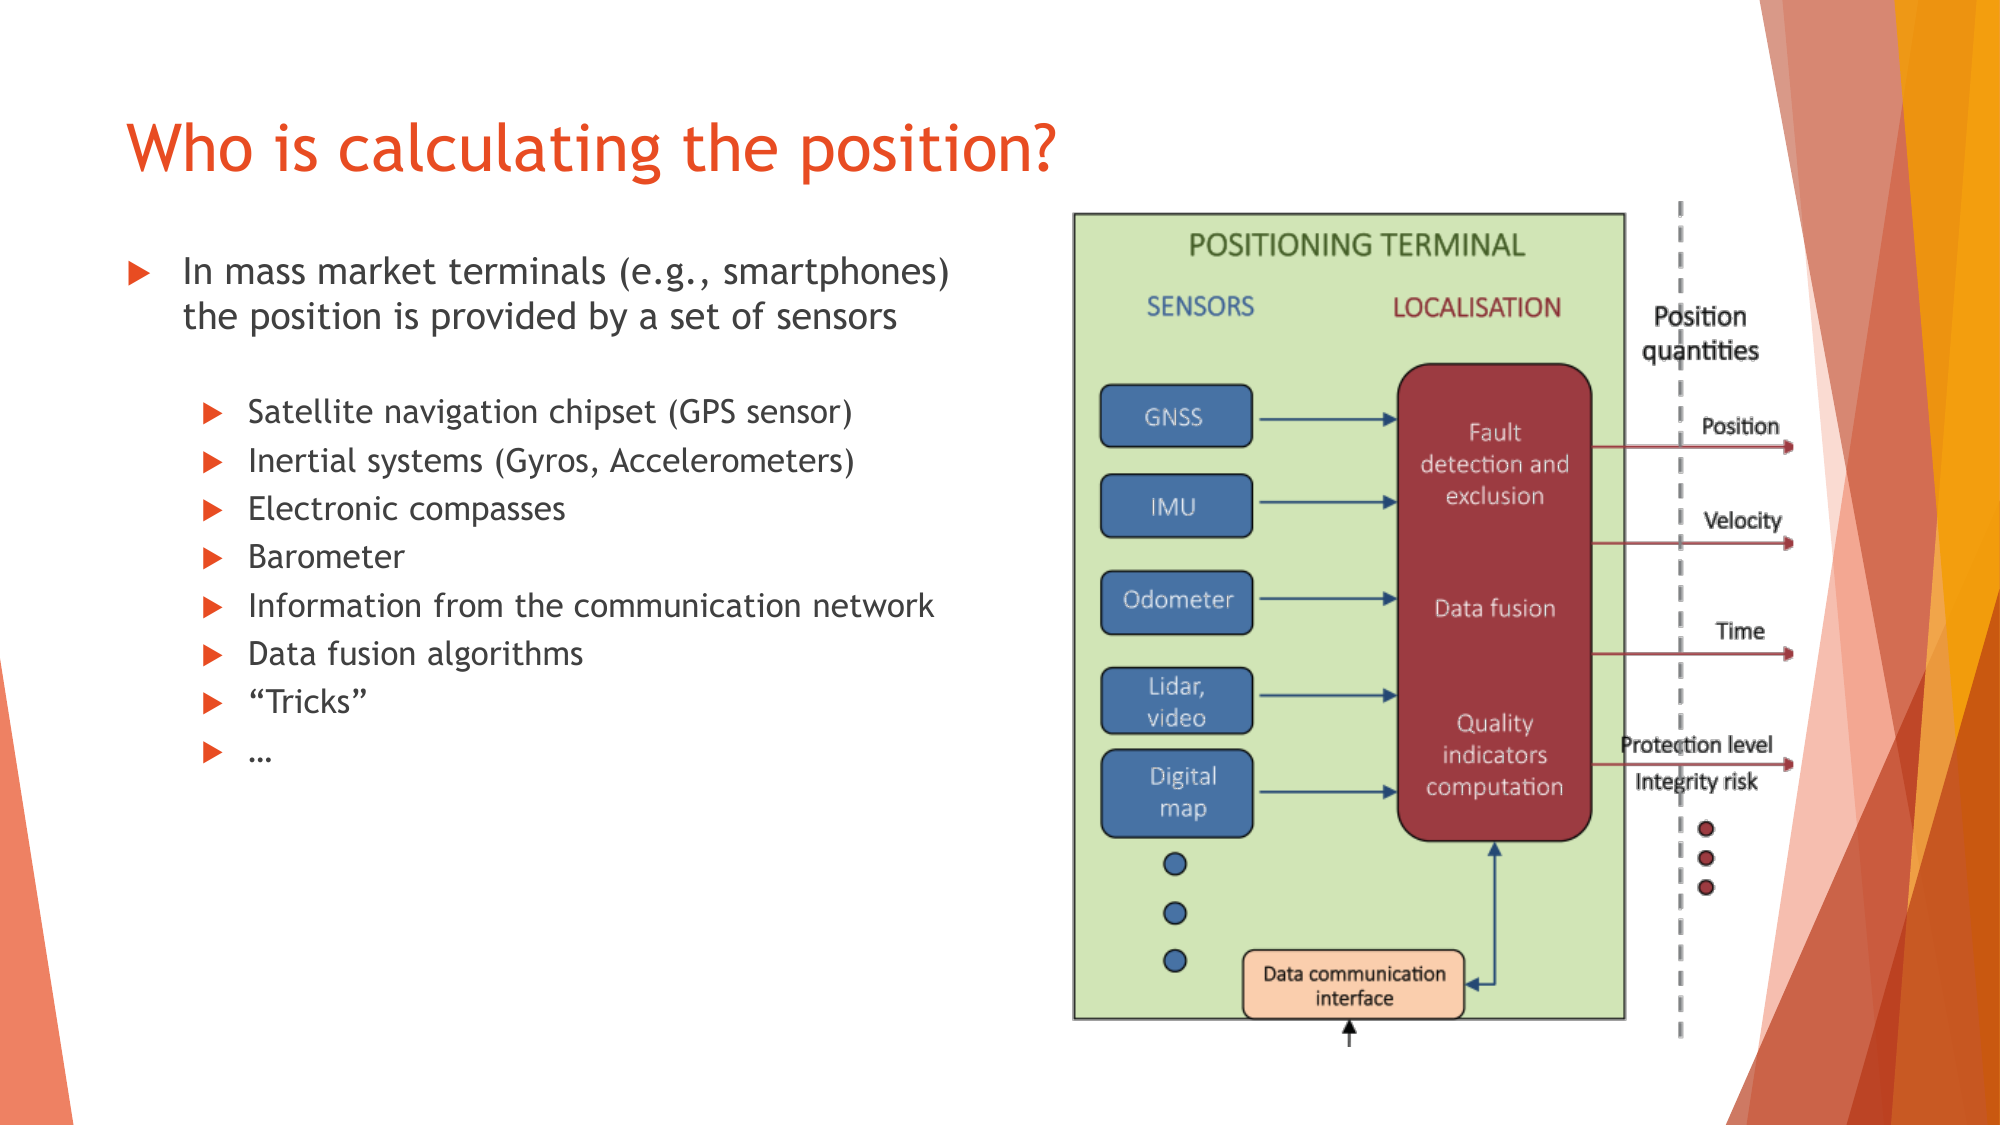 Who is calculating the position?
In mass market terminals (e.g., smartphones)
the position is provided by a set of sensors
Satellite navigation chipset (GPS sensor)
Inertial systems (Gyros, Accelerometers)
Electronic compasses
Barometer
Information from the communication network
Data fusion algorithms
“Tricks”
…
POSITIONING TERMINAL
SENSORS
LOCALISATION
GNSS
IMU
Odometer
Lidar,
video
Digital
map
Fault
detection and
exclusion
Data fusion
Quality
indicators
computation
Data communication
interface
Position
quantities
Position
Velocity
Time
Protection level
Integrity risk